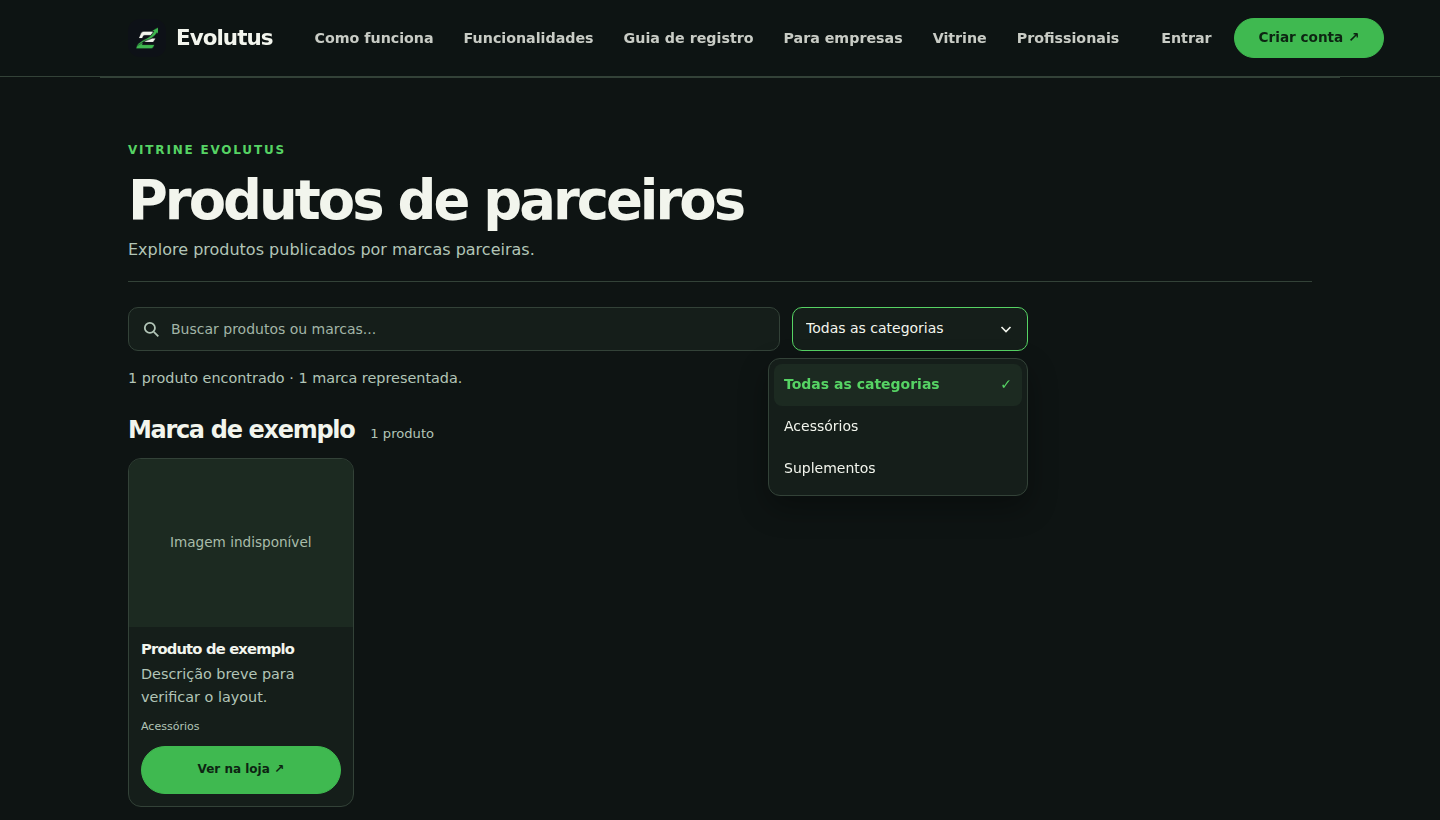 Evolutus
Como funciona
Funcionalidades
Guia de registro
Para empresas
Vitrine
Profissionais
Entrar
Criar conta ↗
VITRINE EVOLUTUS
Produtos de parceiros
Explore produtos publicados por marcas parceiras.
Buscar produtos ou marcas...
Todas as categorias
1 produto encontrado · 1 marca representada.
Todas as categorias ✓
Acessórios
Suplementos
Marca de exemplo 1 produto
Imagem indisponível
Produto de exemplo
Descrição breve para
verificar o layout.
Acessórios
Ver na loja ↗